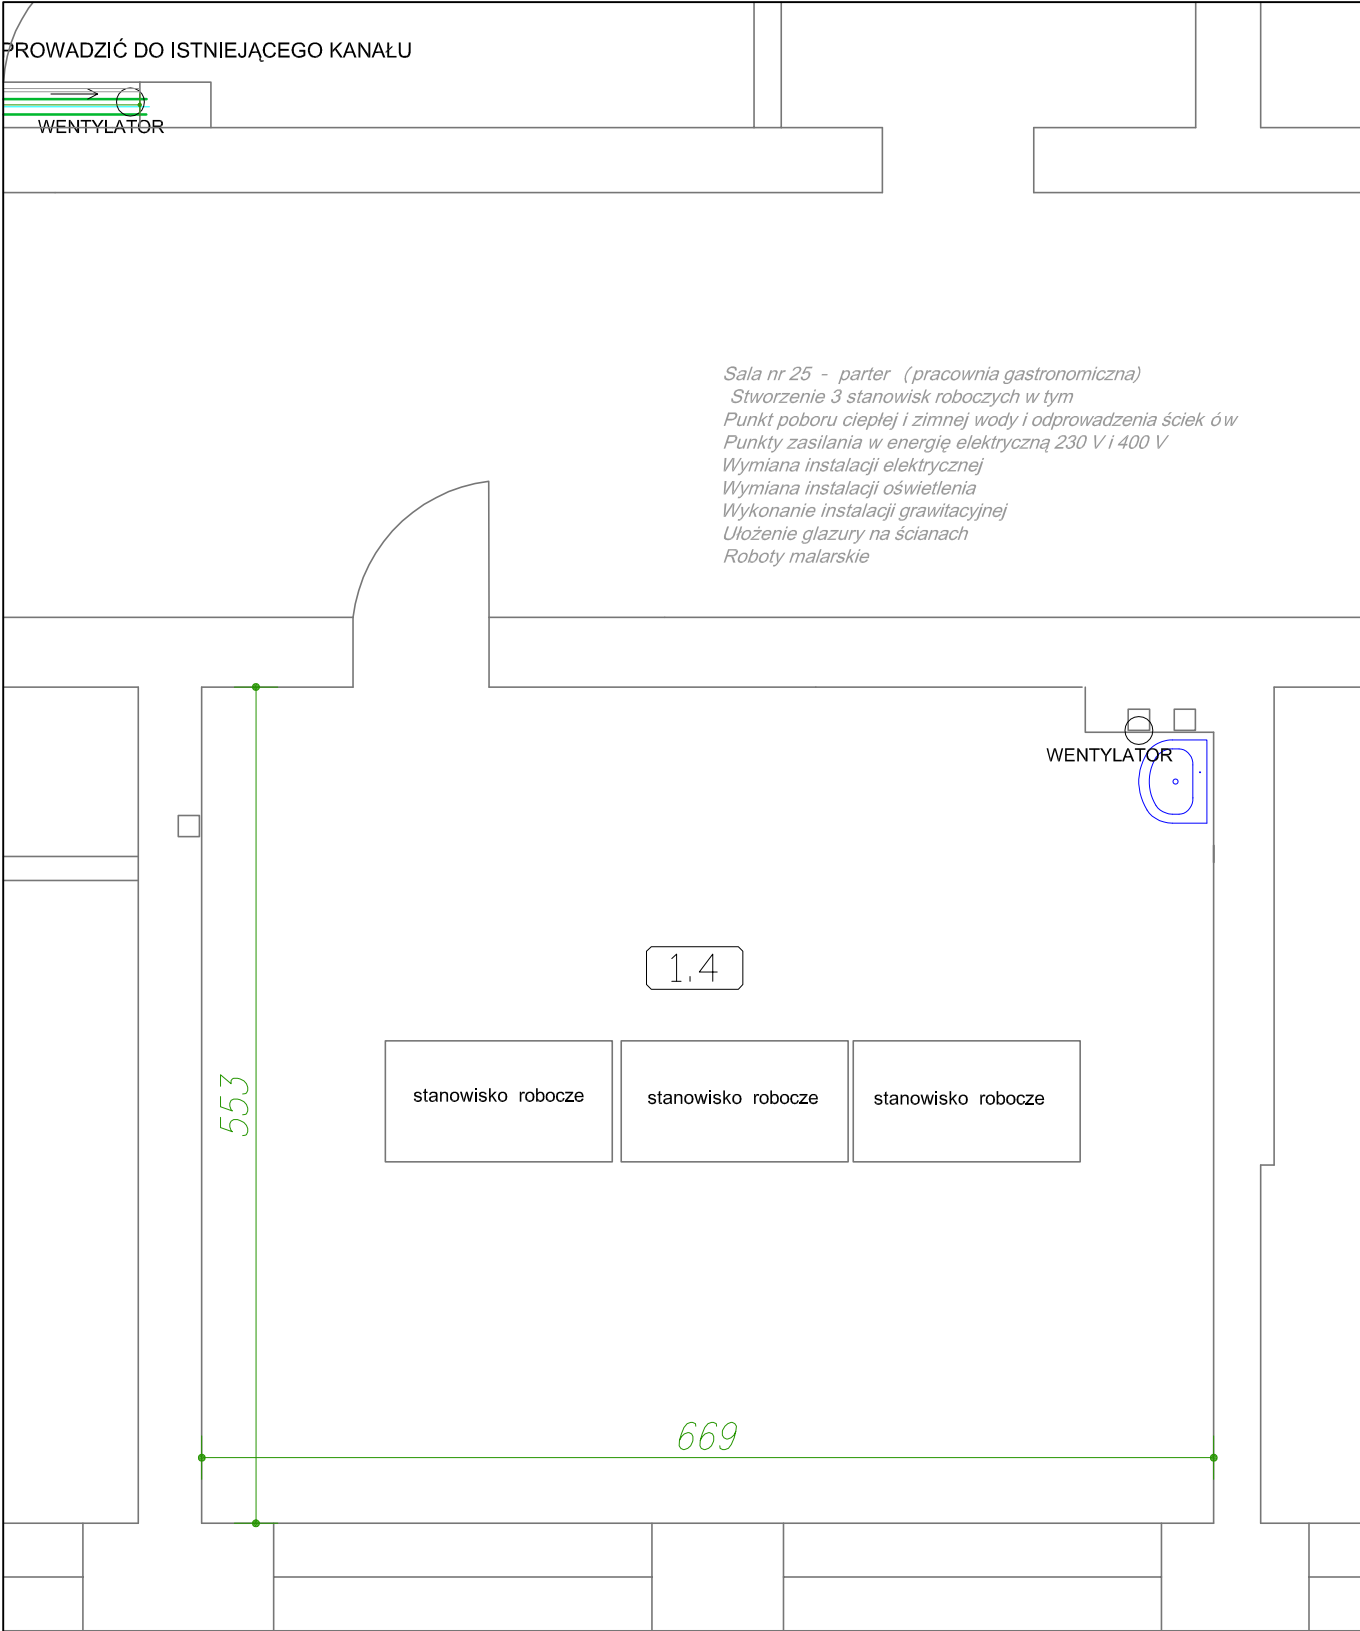 PROWADZIĆ DO ISTNIEJĄCEGO KANAŁU
WENTYLATOR
Sala nr 25 - parter (pracownia gastronomiczna)
Stworzenie 3 stanowisk roboczych w tym
Punkt poboru ciepłej i zimnej wody i odprowadzenia ściek ów
Punkty zasilania w energię elektryczną 230 V i 400 V
Wymiana instalacji elektrycznej
Wymiana instalacji oświetlenia
Wykonanie instalacji grawitacyjnej
Ułożenie glazury na ścianach
Roboty malarskie
WENTYLATOR
1.4
stanowisko robocze
stanowisko robocze
stanowisko robocze
553
669